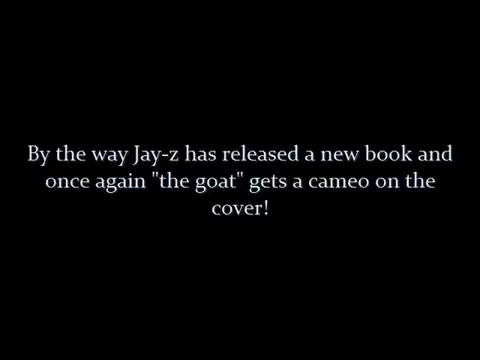 By the way Jay-z has released a new book and
once again "the goat" gets a cameo on the
cover!